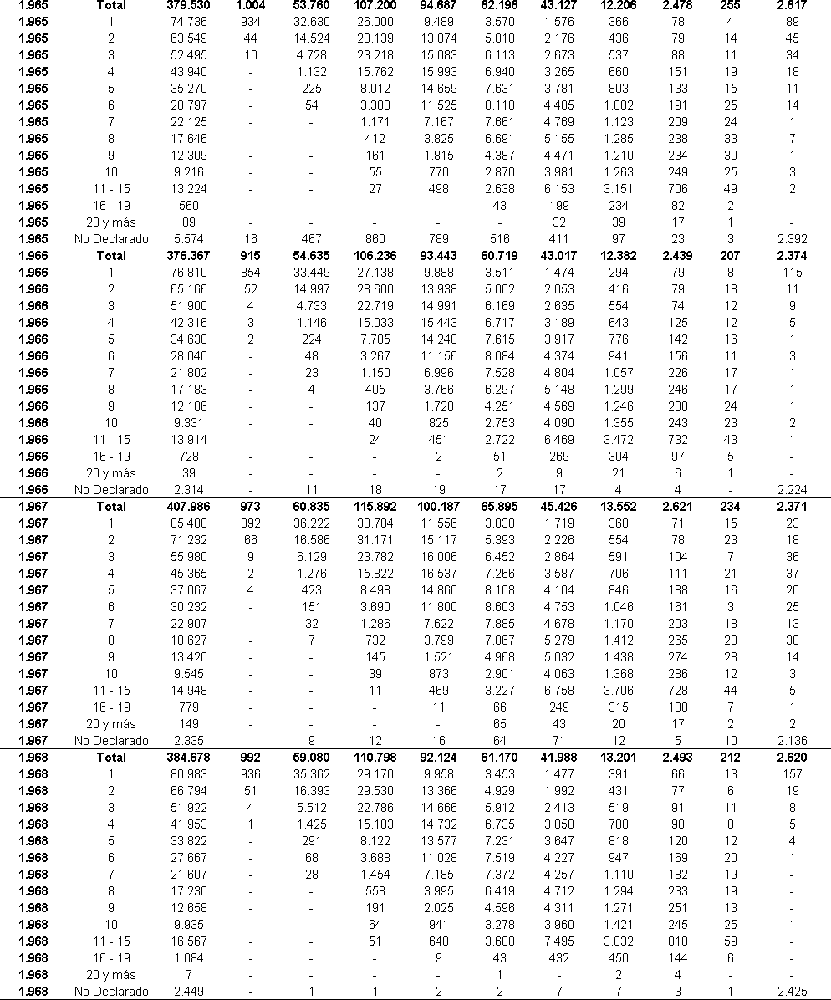 1.965 Total 379.530 1.004 53.760 107.200 94.687 62.196 43.127 12.206 2.478 255 2.617
1.965 1 74.736 934 32.630 26.000 9.489 3.570 1.576 366 78 4 89
1.965 2 63.549 44 14.524 28.139 13.074 5.018 2.176 436 79 14 45
1.965 3 52.495 10 4.728 23.218 15.083 6.113 2.673 537 88 11 34
1.965 4 43.940 - 1.132 15.762 15.993 6.940 3.265 660 151 19 18
1.965 5 35.270 - 225 8.012 14.659 7.631 3.781 803 133 15 11
1.965 6 28.797 - 54 3.383 11.525 8.118 4.485 1.002 191 25 14
1.965 7 22.125 - - 1.171 7.167 7.661 4.769 1.123 209 24 1
1.965 8 17.646 - - 412 3.825 6.691 5.155 1.285 238 33 7
1.965 9 12.309 - - 161 1.815 4.387 4.471 1.210 234 30 1
1.965 10 9.216 - - 55 770 2.870 3.981 1.263 249 25 3
1.965 11 - 15 13.224 - - 27 498 2.638 6.153 3.151 706 49 2
1.965 16 - 19 560 - - - - 43 199 234 82 2 -
1.965 20 y más 89 - - - - - 32 39 17 1 -
1.965 No Declarado 5.574 16 467 860 789 516 411 97 23 3 2.392
1.966 Total 376.367 915 54.635 106.236 93.443 60.719 43.017 12.382 2.439 207 2.374
1.966 1 76.810 854 33.449 27.138 9.888 3.511 1.474 294 79 8 115
1.966 2 65.166 52 14.997 28.600 13.938 5.002 2.053 416 79 18 11
1.966 3 51.900 4 4.733 22.719 14.991 6.169 2.635 554 74 12 9
1.966 4 42.316 3 1.146 15.033 15.443 6.717 3.189 643 125 12 5
1.966 5 34.638 2 224 7.705 14.240 7.615 3.917 776 142 16 1
1.966 6 28.040 - 48 3.267 11.156 8.084 4.374 941 156 11 3
1.966 7 21.802 - 23 1.150 6.996 7.528 4.804 1.057 226 17 1
1.966 8 17.183 - 4 405 3.766 6.297 5.148 1.299 246 17 1
1.966 9 12.186 - - 137 1.728 4.251 4.569 1.246 230 24 1
1.966 10 9.331 - - 40 825 2.753 4.090 1.355 243 23 2
1.966 11 - 15 13.914 - - 24 451 2.722 6.469 3.472 732 43 1
1.966 16 - 19 728 - - - 2 51 269 304 97 5 -
1.966 20 y más 39 - - - - 2 9 21 6 1 -
1.966 No Declarado 2.314 - 11 18 19 17 17 4 4 - 2.224
1.967 Total 407.986 973 60.835 115.892 100.187 65.895 45.426 13.552 2.621 234 2.371
1.967 1 85.400 892 36.222 30.704 11.556 3.830 1.719 368 71 15 23
1.967 2 71.232 66 16.586 31.171 15.117 5.393 2.226 554 78 23 18
1.967 3 55.980 9 6.129 23.782 16.006 6.452 2.864 591 104 7 36
1.967 4 45.365 2 1.276 15.822 16.537 7.266 3.587 706 111 21 37
1.967 5 37.067 4 423 8.498 14.860 8.108 4.104 846 188 16 20
1.967 6 30.232 - 151 3.690 11.800 8.603 4.753 1.046 161 3 25
1.967 7 22.907 - 32 1.286 7.622 7.885 4.678 1.170 203 18 13
1.967 8 18.627 - 7 732 3.799 7.067 5.279 1.412 265 28 38
1.967 9 13.420 - - 145 1.521 4.968 5.032 1.438 274 28 14
1.967 10 9.545 - - 39 873 2.901 4.063 1.368 286 12 3
1.967 11 - 15 14.948 - - 11 469 3.227 6.758 3.706 728 44 5
1.967 16 - 19 779 - - - 11 66 249 315 130 7 1
1.967 20 y más 149 - - - - 65 43 20 17 2 2
1.967 No Declarado 2.335 - 9 12 16 64 71 12 5 10 2.136
1.968 Total 384.678 992 59.080 110.798 92.124 61.170 41.988 13.201 2.493 212 2.620
1.968 1 80.983 936 35.362 29.170 9.958 3.453 1.477 391 66 13 157
1.968 2 66.794 51 16.393 29.530 13.366 4.929 1.992 431 77 6 19
1.968 3 51.922 4 5.512 22.786 14.666 5.912 2.413 519 91 11 8
1.968 4 41.953 1 1.425 15.183 14.732 6.735 3.058 708 98 8 5
1.968 5 33.822 - 291 8.122 13.577 7.231 3.647 818 120 12 4
1.968 6 27.667 - 68 3.688 11.028 7.519 4.227 947 169 20 1
1.968 7 21.607 - 28 1.454 7.185 7.372 4.257 1.110 182 19 -
1.968 8 17.230 - - 558 3.995 6.419 4.712 1.294 233 19 -
1.968 9 12.658 - - 191 2.025 4.596 4.311 1.271 251 13 -
1.968 10 9.935 - - 64 941 3.278 3.960 1.421 245 25 1
1.968 11 - 15 16.567 - - 51 640 3.680 7.495 3.832 810 59 -
1.968 16 - 19 1.084 - - - 9 43 432 450 144 6 -
1.968 20 y más 7 - - - - 1 - 2 4 - -
1.968 No Declarado 2.449 - 1 1 2 2 7 7 3 1 2.425